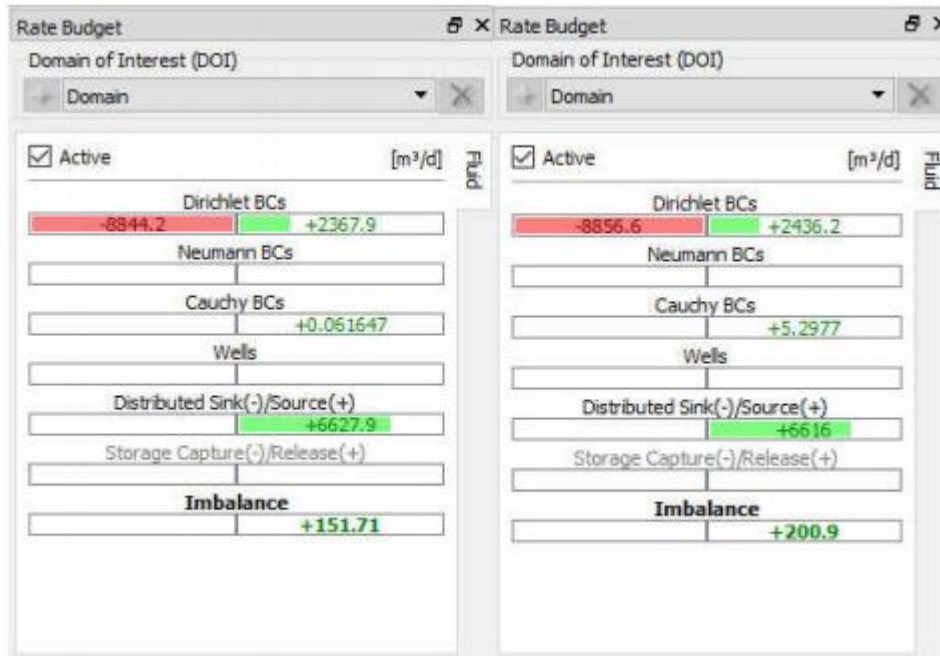 Rate Budget
Domain of Interest (DOI)
Domain
Active [m³/d]
Fluid
Dirichlet BCs
-8844.2 +2367.9
Neumann BCs
Cauchy BCs
+0.061647
Wells
Distributed Sink(-)/Source(+)
+6627.9
Storage Capture(-)/Release(+)
Imbalance
+151.71
Rate Budget
Domain of Interest (DOI)
Domain
Active [m³/d]
Fluid
Dirichlet BCs
-8856.6 +2436.2
Neumann BCs
Cauchy BCs
+5.2977
Wells
Distributed Sink(-)/Source(+)
+6616
Storage Capture(-)/Release(+)
Imbalance
+200.9